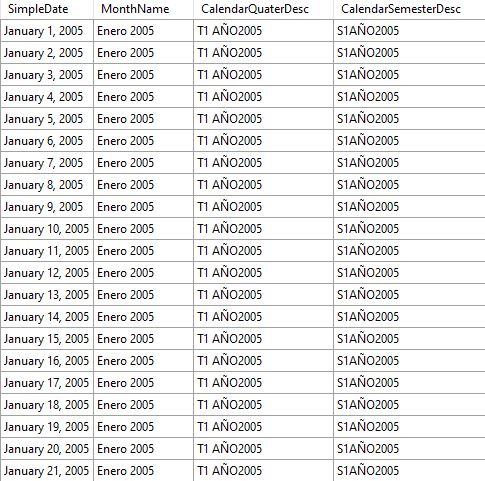 SimpleDate MonthName CalendarQuaterDesc CalendarSemesterDesc
January 1, 2005 Enero 2005 T1 AÑO2005 S1AÑO2005
January 2, 2005 Enero 2005 T1 AÑO2005 S1AÑO2005
January 3, 2005 Enero 2005 T1 AÑO2005 S1AÑO2005
January 4, 2005 Enero 2005 T1 AÑO2005 S1AÑO2005
January 5, 2005 Enero 2005 T1 AÑO2005 S1AÑO2005
January 6, 2005 Enero 2005 T1 AÑO2005 S1AÑO2005
January 7, 2005 Enero 2005 T1 AÑO2005 S1AÑO2005
January 8, 2005 Enero 2005 T1 AÑO2005 S1AÑO2005
January 9, 2005 Enero 2005 T1 AÑO2005 S1AÑO2005
January 10, 2005 Enero 2005 T1 AÑO2005 S1AÑO2005
January 11, 2005 Enero 2005 T1 AÑO2005 S1AÑO2005
January 12, 2005 Enero 2005 T1 AÑO2005 S1AÑO2005
January 13, 2005 Enero 2005 T1 AÑO2005 S1AÑO2005
January 14, 2005 Enero 2005 T1 AÑO2005 S1AÑO2005
January 15, 2005 Enero 2005 T1 AÑO2005 S1AÑO2005
January 16, 2005 Enero 2005 T1 AÑO2005 S1AÑO2005
January 17, 2005 Enero 2005 T1 AÑO2005 S1AÑO2005
January 18, 2005 Enero 2005 T1 AÑO2005 S1AÑO2005
January 19, 2005 Enero 2005 T1 AÑO2005 S1AÑO2005
January 20, 2005 Enero 2005 T1 AÑO2005 S1AÑO2005
January 21, 2005 Enero 2005 T1 AÑO2005 S1AÑO2005